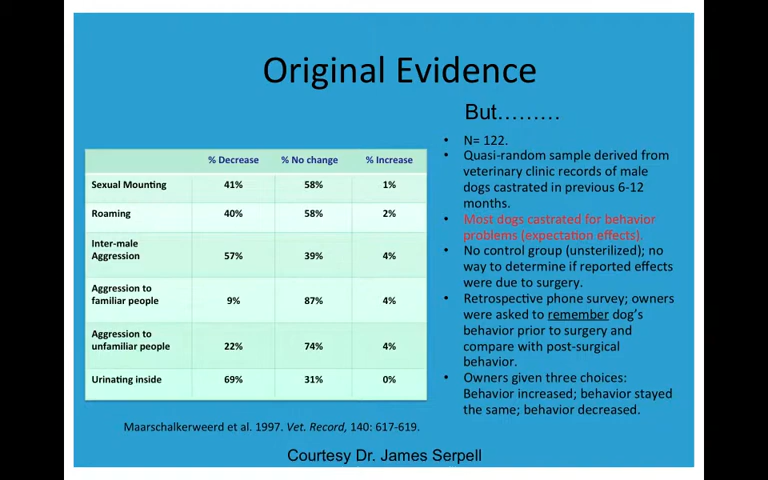 Original Evidence
But………
% Decrease % No change % Increase
Sexual Mounting 41% 58% 1%
Roaming 40% 58% 2%
Inter-male
Aggression 57% 39% 4%
Aggression to
familiar people 9% 87% 4%
Aggression to
unfamiliar people 22% 74% 4%
Urinating inside 69% 31% 0%
Maarschalkerweerd et al. 1997. Vet. Record, 140: 617-619.
• N= 122.
• Quasi-random sample derived from
veterinary clinic records of male
dogs castrated in previous 6-12
months.
• Most dogs castrated for behavior
problems (expectation effects).
• No control group (unsterilized); no
way to determine if reported effects
were due to surgery.
• Retrospective phone survey; owners
were asked to remember dog's
behavior prior to surgery and
compare with post-surgical
behavior.
• Owners given three choices:
Behavior increased; behavior stayed
the same; behavior decreased.
Courtesy Dr. James Serpell